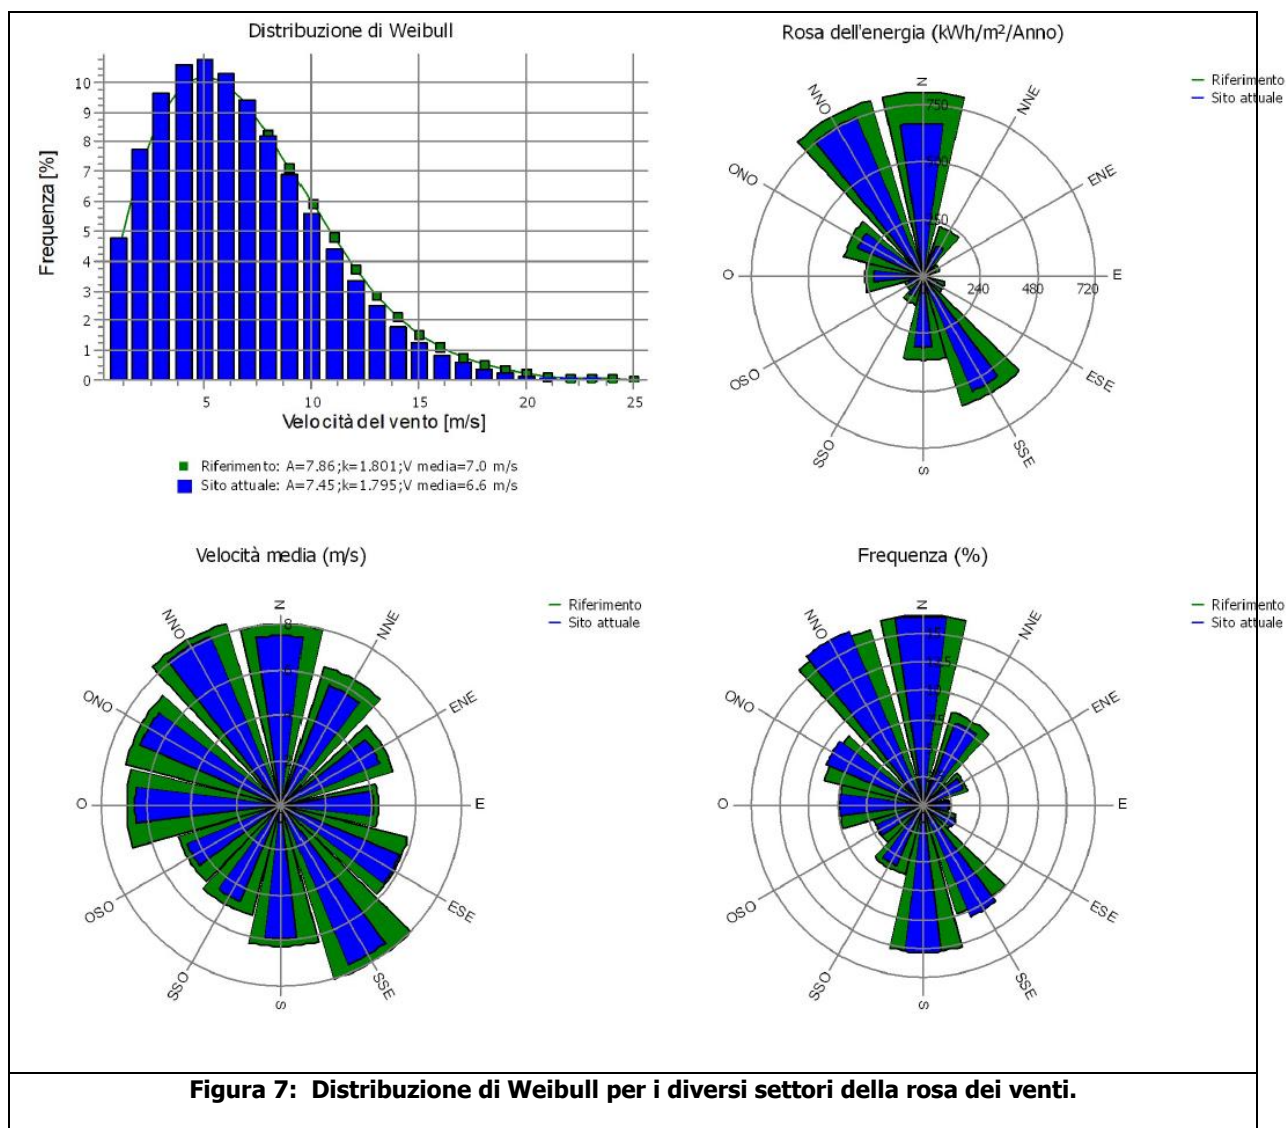 Distribuzione di Weibull
10
9
8
7
6
5
4
3
2
1
0
Frequenza [%]
5 10 15 20 25
Velocità del vento [m/s]
Riferimento: A=7.86;k=1.801;V media=7.0 m/s
Sito attuale: A=7.45;k=1.795;V media=6.6 m/s
Rosa dell'energia (kWh/m²/Anno)
Riferimento
Sito attuale
N
NNE
ENE
E
ESE
SSE
S
SSO
OSO
O
ONO
NNO
750
240 480 720
Velocità media (m/s)
Riferimento
Sito attuale
N
NNE
ENE
E
ESE
SSE
S
SSO
OSO
O
ONO
NNO
8
Frequenza (%)
Riferimento
Sito attuale
N
NNE
ENE
E
ESE
SSE
S
SSO
OSO
O
ONO
NNO
15
Figura 7: Distribuzione di Weibull per i diversi settori della rosa dei venti.